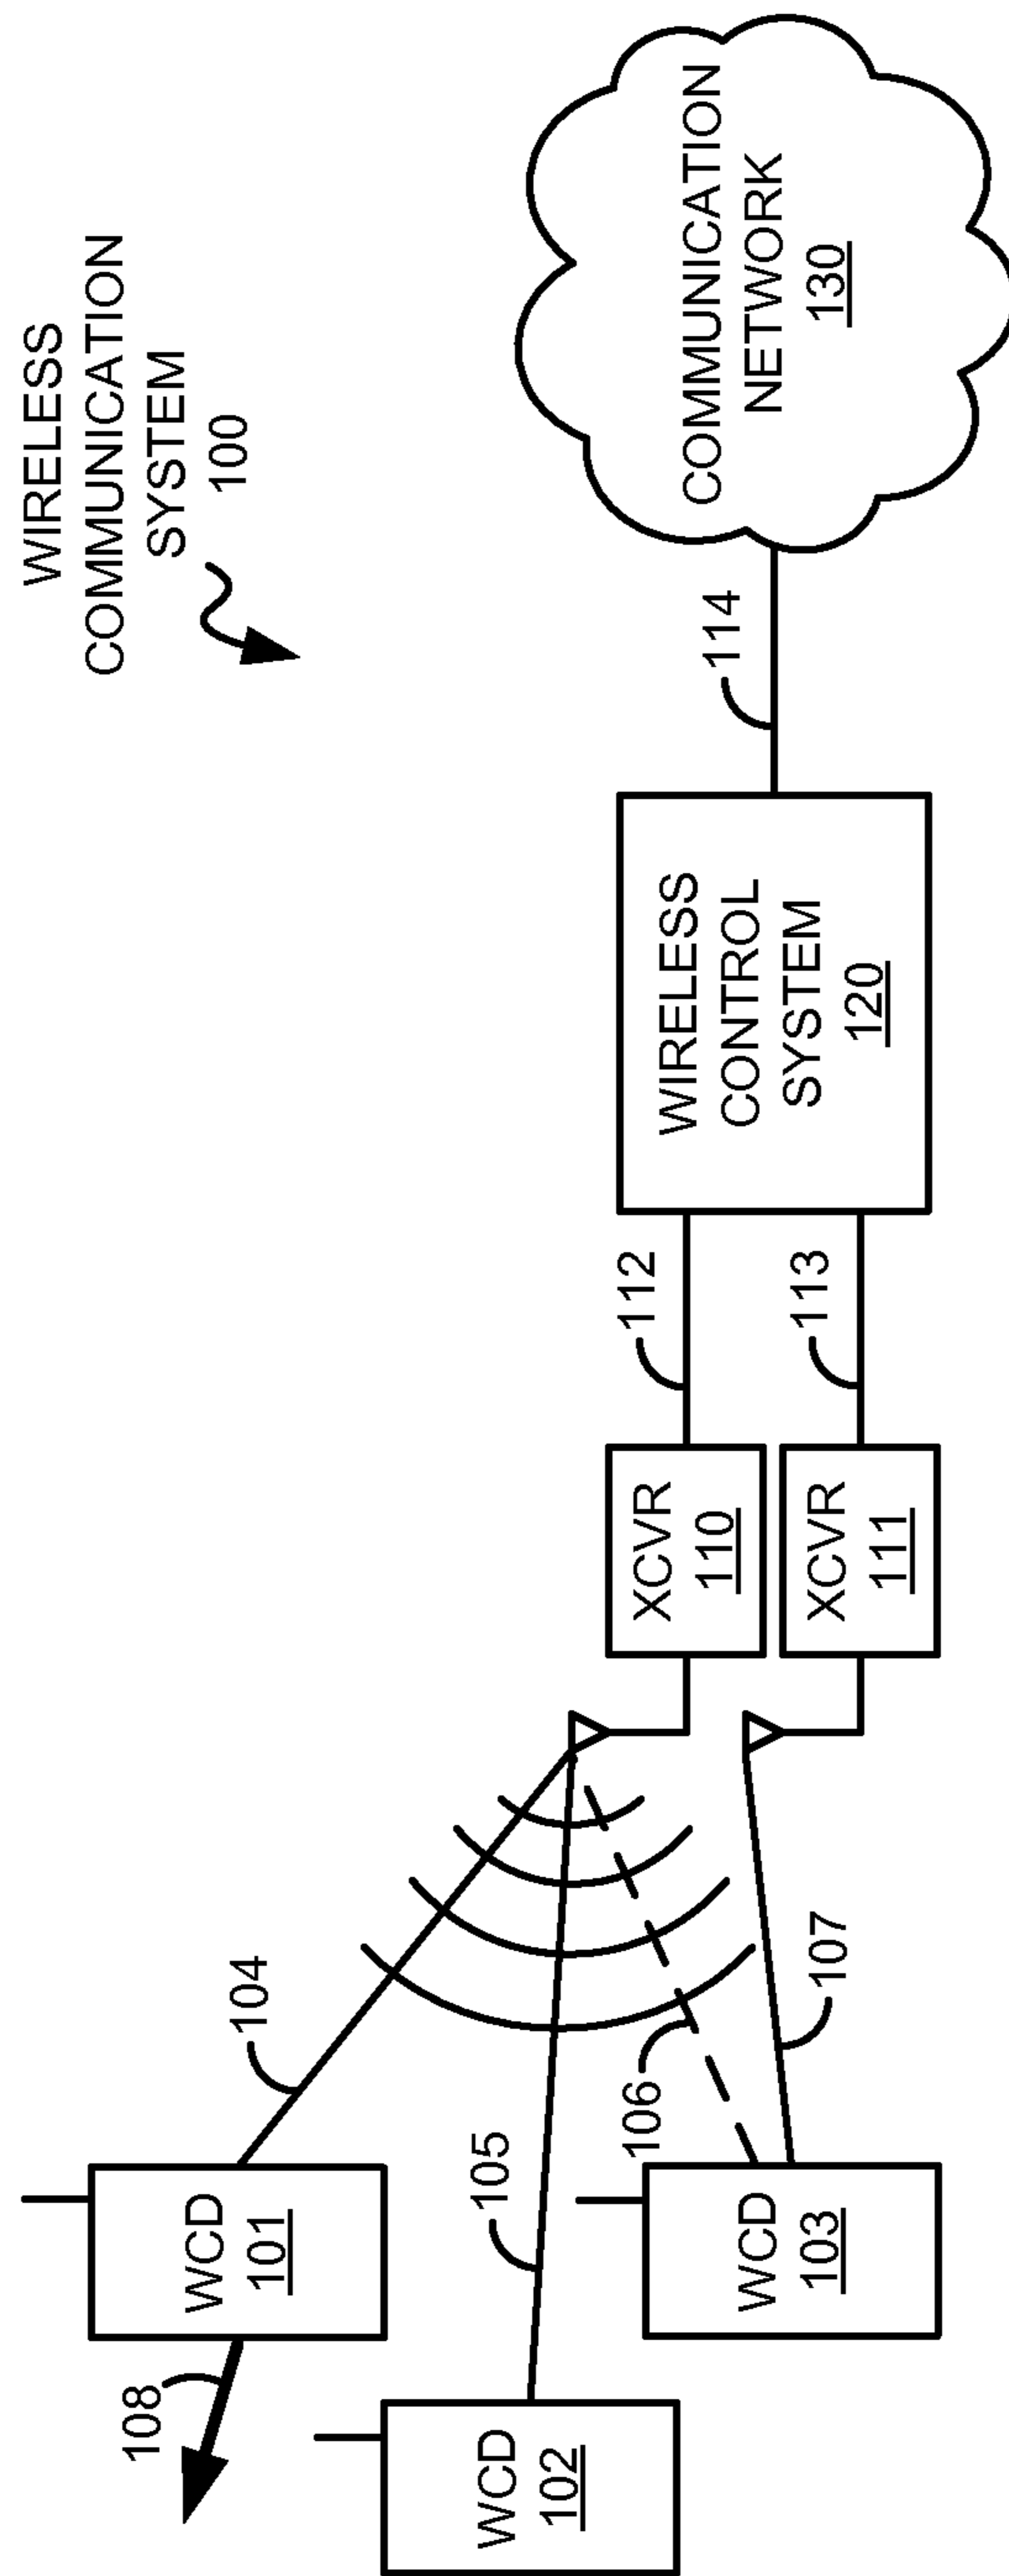 WIRELESS
COMMUNICATION
SYSTEM
100
108
WCD
101
104
WCD
102
105
WCD
103
106
107
XCVR
110
XCVR
111
112
113
WIRELESS
CONTROL
SYSTEM
120
114
COMMUNICATION
NETWORK
130